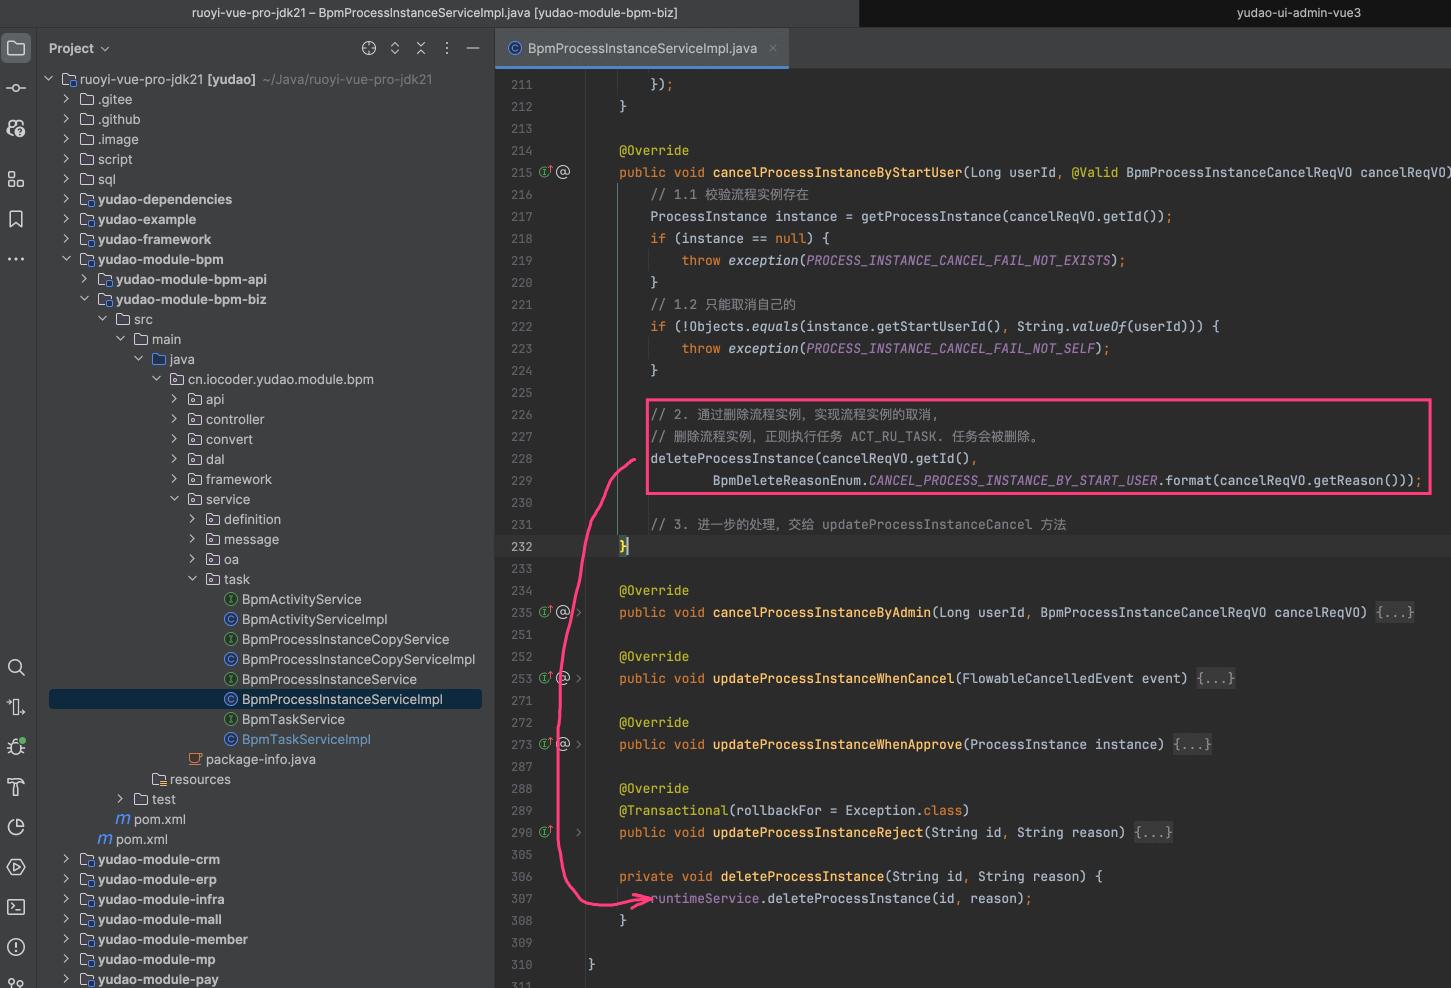 ruoyi-vue-pro-jdk21 – BpmProcessInstanceServiceImpl.java [yudao-module-bpm-biz]
yudao-ui-admin-vue3
Project
ruoyi-vue-pro-jdk21 [yudao] ~/Java/ruoyi-vue-pro-jdk21
.gitee
.github
.image
script
sql
yudao-dependencies
yudao-example
yudao-framework
yudao-module-bpm
yudao-module-bpm-api
yudao-module-bpm-biz
src
main
java
cn.iocoder.yudao.module.bpm
api
controller
convert
dal
framework
service
definition
message
oa
task
BpmActivityService
BpmActivityServiceImpl
BpmProcessInstanceCopyService
BpmProcessInstanceCopyServiceImpl
BpmProcessInstanceService
BpmProcessInstanceServiceImpl
BpmTaskService
BpmTaskServiceImpl
package-info.java
resources
test
pom.xml
pom.xml
yudao-module-crm
yudao-module-erp
yudao-module-infra
yudao-module-mall
yudao-module-member
yudao-module-mp
yudao-module-pay
BpmProcessInstanceServiceImpl.java
211 });
212 }
213
214 @Override
215 public void cancelProcessInstanceByStartUser(Long userId, @Valid BpmProcessInstanceCancelReqVO cancelReqVO)
216 // 1.1 校验流程实例存在
217 ProcessInstance instance = getProcessInstance(cancelReqVO.getId());
218 if (instance == null) {
219 throw exception(PROCESS_INSTANCE_CANCEL_FAIL_NOT_EXISTS);
220 }
221 // 1.2 只能取消自己的
222 if (!Objects.equals(instance.getStartUserId(), String.valueOf(userId))) {
223 throw exception(PROCESS_INSTANCE_CANCEL_FAIL_NOT_SELF);
224 }
225
226 // 2. 通过删除流程实例，实现流程实例的取消，
227 // 删除流程实例，正则执行任务 ACT_RU_TASK. 任务会被删除。
228 deleteProcessInstance(cancelReqVO.getId(),
229 BpmDeleteReasonEnum.CANCEL_PROCESS_INSTANCE_BY_START_USER.format(cancelReqVO.getReason()));
230
231 // 3. 进一步的处理，交给 updateProcessInstanceCancel 方法
232 }
233
234 @Override
235 public void cancelProcessInstanceByAdmin(Long userId, BpmProcessInstanceCancelReqVO cancelReqVO) {...}
251
252 @Override
253 public void updateProcessInstanceWhenCancel(FlowableCancelledEvent event) {...}
271
272 @Override
273 public void updateProcessInstanceWhenApprove(ProcessInstance instance) {...}
287
288 @Override
289 @Transactional(rollbackFor = Exception.class)
290 public void updateProcessInstanceReject(String id, String reason) {...}
305
306 private void deleteProcessInstance(String id, String reason) {
307 runtimeService.deleteProcessInstance(id, reason);
308 }
309
310 }
311